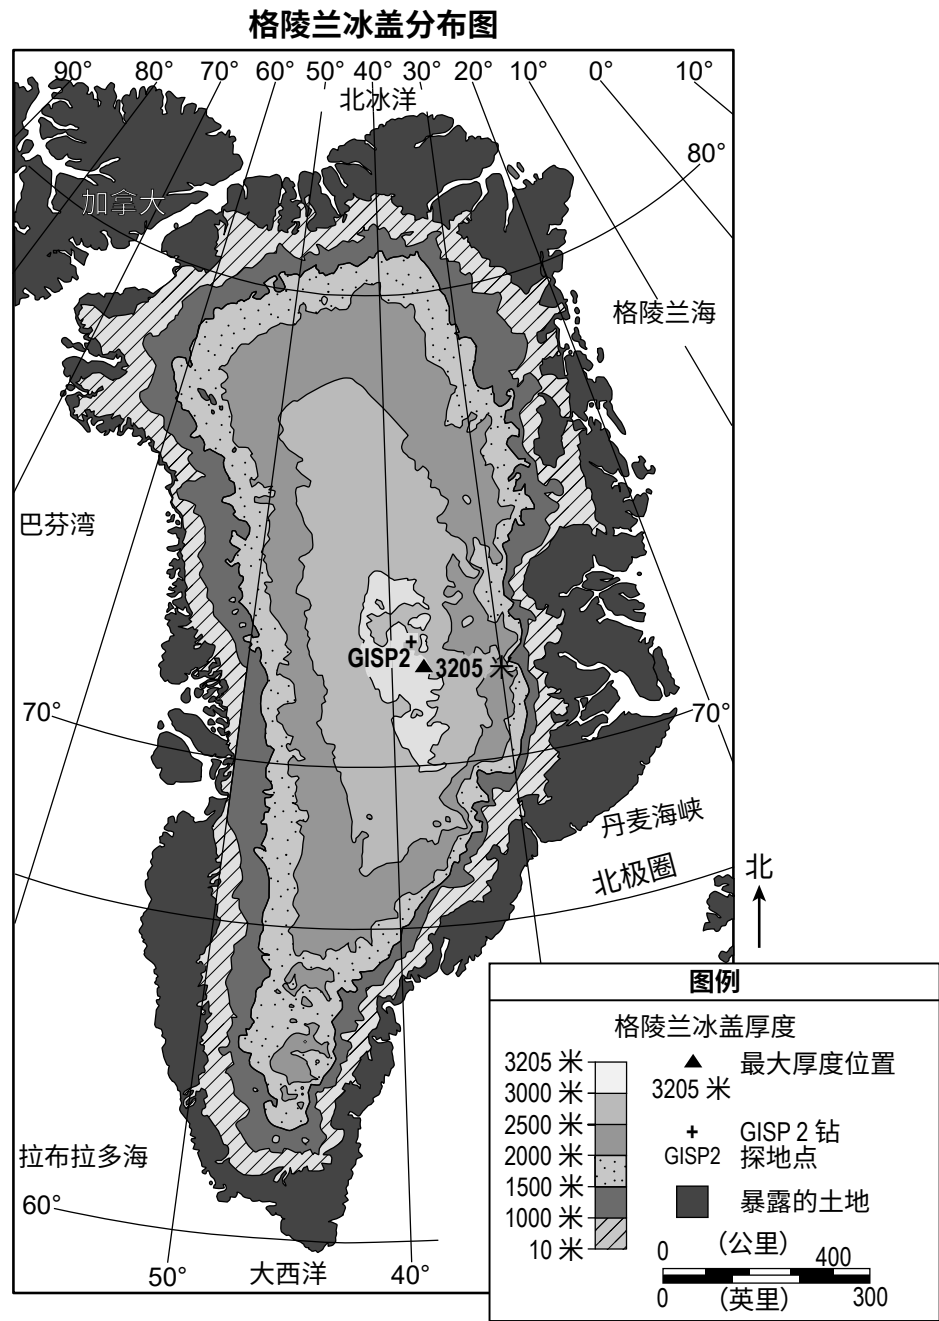 格陵兰冰盖分布图
90° 80° 70° 60° 50° 40° 30° 20° 10° 0° 10°
北冰洋
80°
加拿大
格陵兰海
巴芬湾
GISP2
3205 米
70°
70°
丹麦海峡
北极圈
北
拉布拉多海
60°
50°
大西洋
40°
图例
格陵兰冰盖厚度
3205 米
3000 米
2500 米
2000 米
1500 米
1000 米
10 米
最大厚度位置
3205 米
GISP 2 钻
探地点
GISP2
暴露的土地
0 (公里) 400
0 (英里) 300